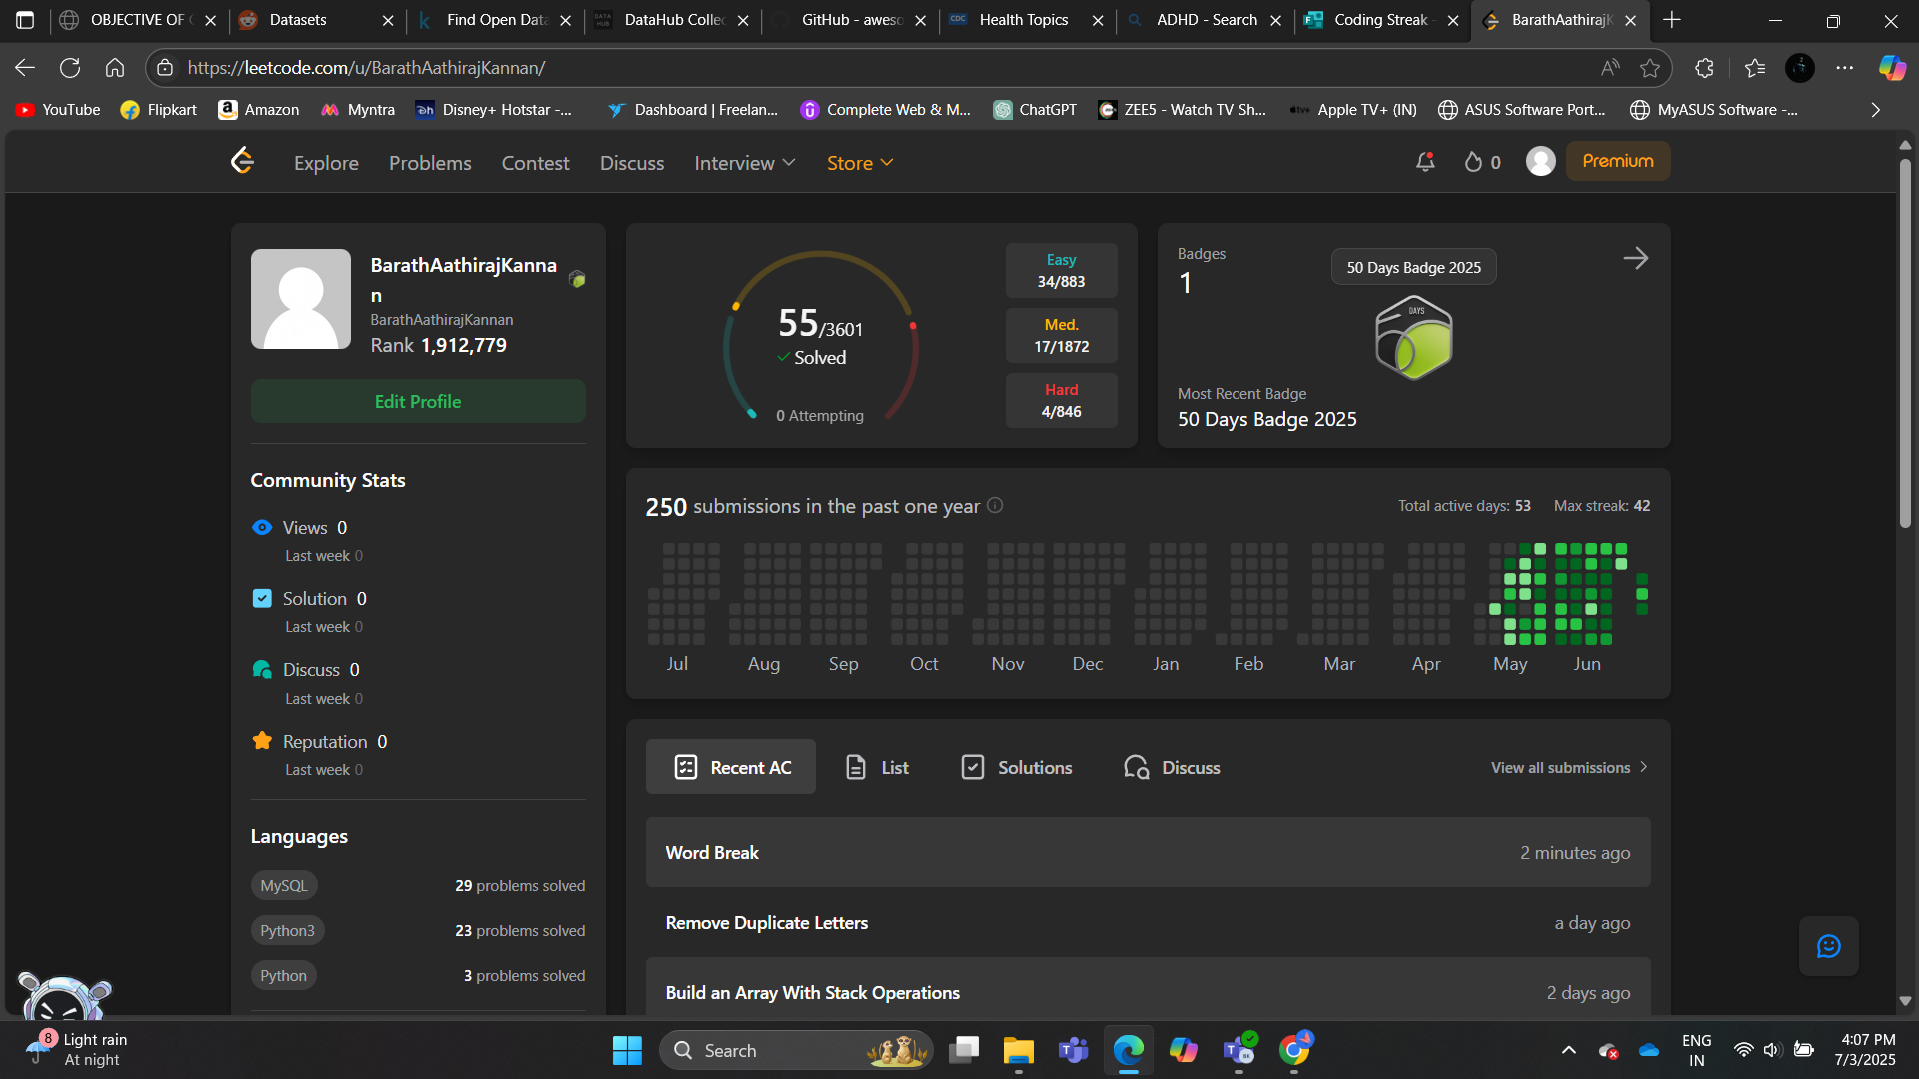 OBJECTIVE OF
Datasets
Find Open Data
DataHub Collec
GitHub - aweso
CDC
Health Topics
ADHD - Search
Coding Streak -
BarathAathirajK
https://leetcode.com/u/BarathAathirajKannan/
YouTube
Flipkart
Amazon
Myntra
Disney+ Hotstar -...
Dashboard | Freelan...
Complete Web & M...
ChatGPT
ZEE5 - Watch TV Sh...
Apple TV+ (IN)
ASUS Software Port...
MyASUS Software -...
Explore
Problems
Contest
Discuss
Interview
Store
0
Premium
BarathAathirajKanna
n
BarathAathirajKannan
Rank 1,912,779
Edit Profile
Community Stats
Views 0
Last week 0
Solution 0
Last week 0
Discuss 0
Last week 0
Reputation 0
Last week 0
Languages
MySQL 29 problems solved
Python3 23 problems solved
Python 3 problems solved
55/3601
Solved
0 Attempting
Easy
34/883
Med.
17/1872
Hard
4/846
Badges
1
50 Days Badge 2025
DAYS
Most Recent Badge
50 Days Badge 2025
250 submissions in the past one year
Total active days: 53 Max streak: 42
Jul Aug Sep Oct Nov Dec Jan Feb Mar Apr May Jun
Recent AC
List
Solutions
Discuss
View all submissions
Word Break 2 minutes ago
Remove Duplicate Letters a day ago
Build an Array With Stack Operations 2 days ago
8
Light rain
At night
Search
ENG
IN
4:07 PM
7/3/2025